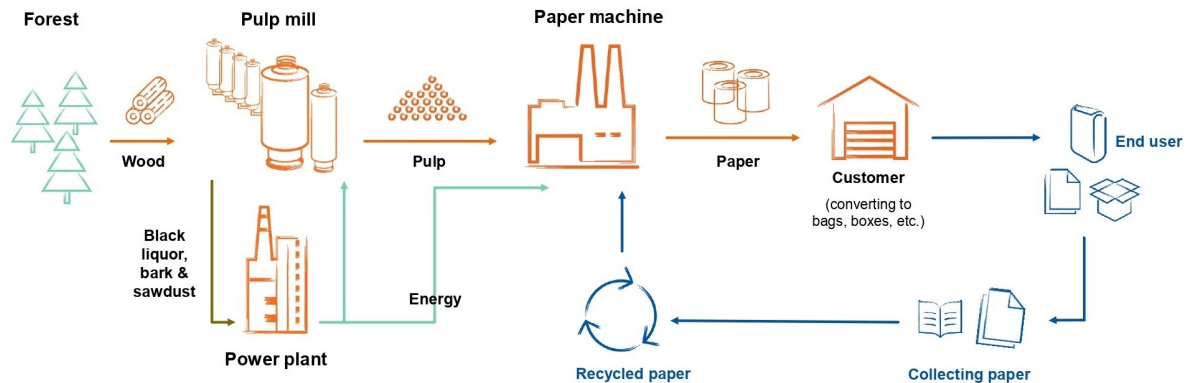 Forest
Pulp mill
Paper machine
Wood
Pulp
Paper
Customer
(converting to
bags, boxes, etc.)
End user
Black
liquor,
bark &
sawdust
Energy
Power plant
Recycled paper
Collecting paper